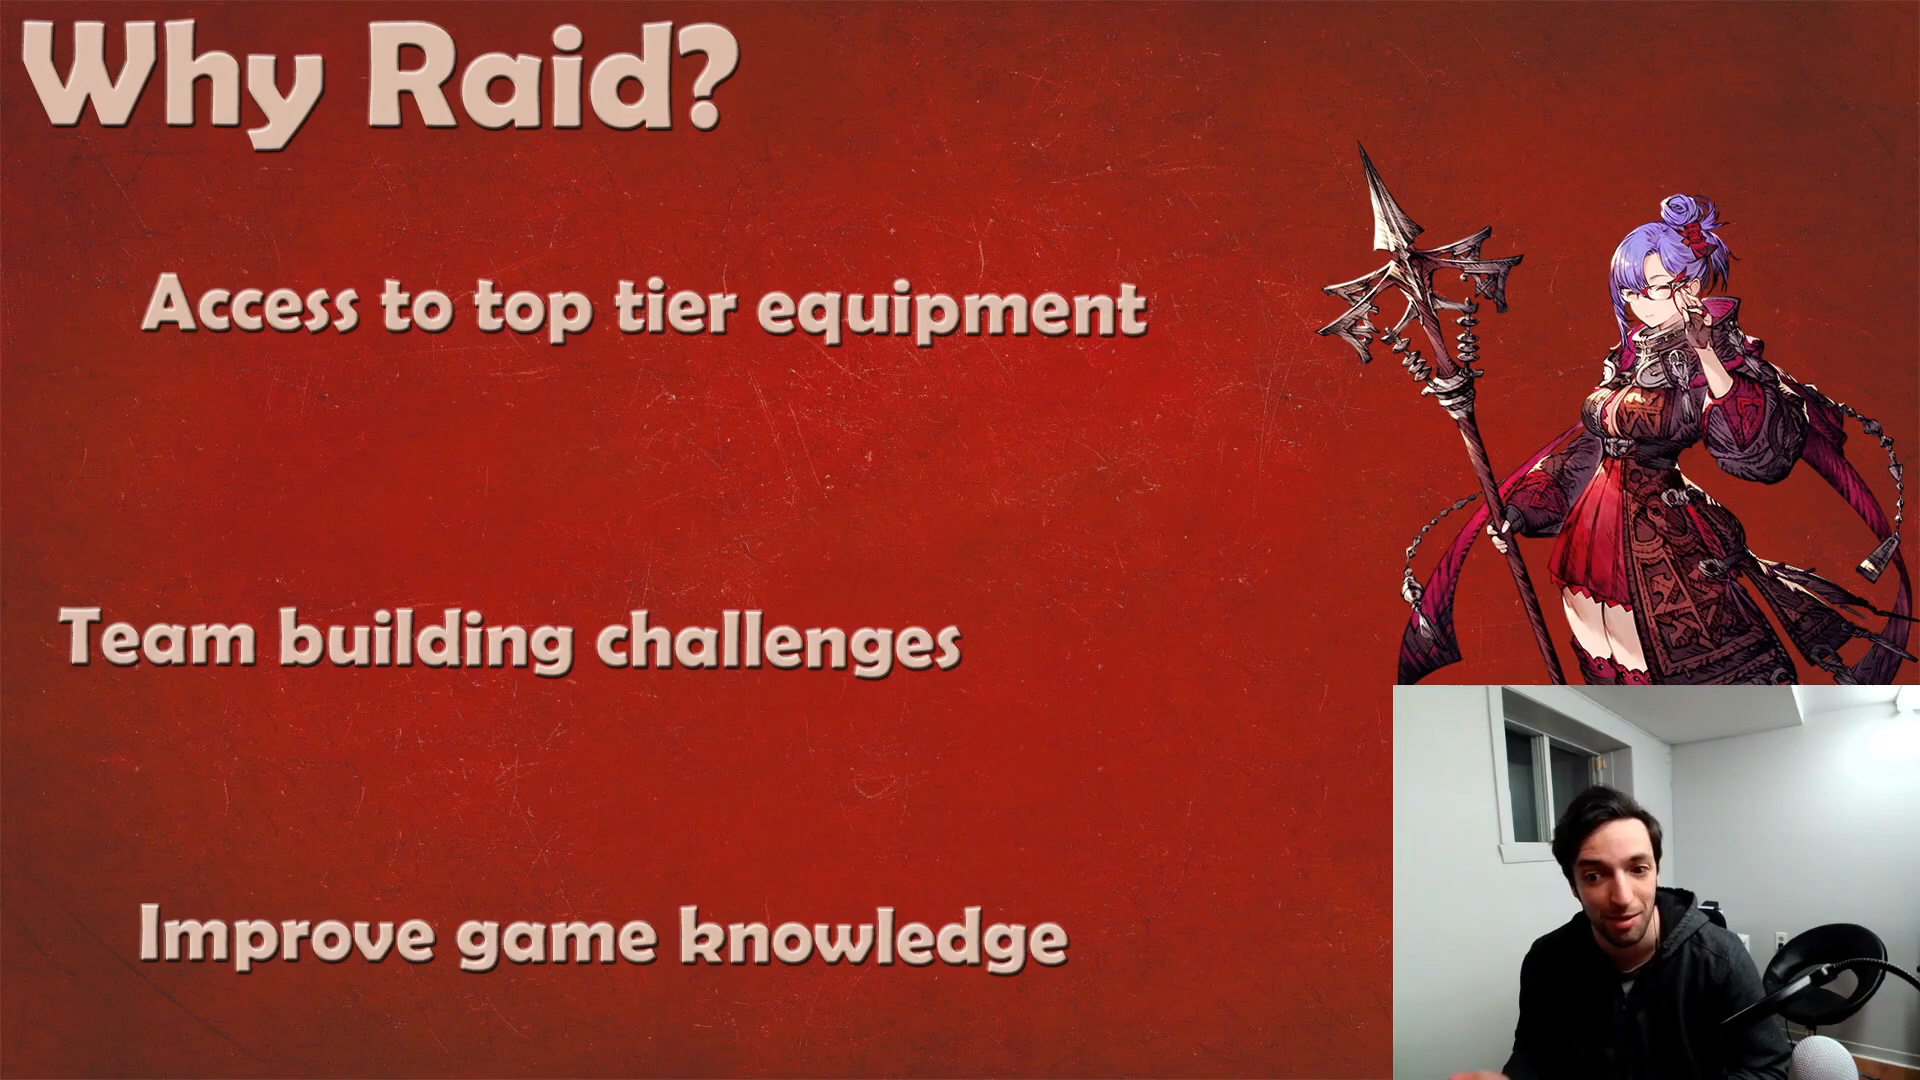 Why Raid?
Access to top tier equipment
Team building challenges
Improve game knowledge